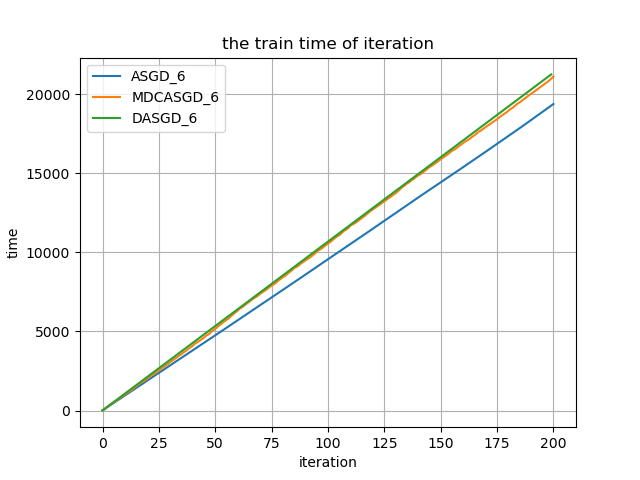 the train time of iteration
ASGD_6
MDCASGD_6
DASGD_6
20000
15000
10000
5000
0
time
0 25 50 75 100 125 150 175 200
iteration